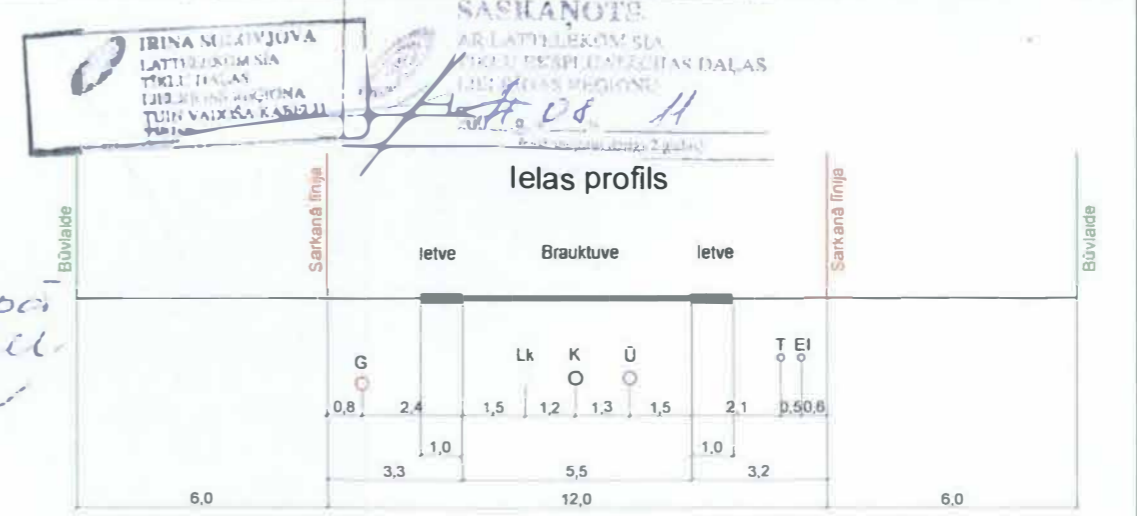 SASKAŅOTS
IRINA
AR LATTELEKOM SIA
LATTELEKOM SIA
DAĻAS
08 11
Ielas profils
Būvlaide
Sarkanā līnija
Sarkanā līnija
Būvlaide
Ietve Brauktuve Ietve
G Lk K Ū T El
0,8 2,4 1,5 1,2 1,3 1,5 2,1 0,5 0,6
1,0 1,0
3,3 5,5 3,2
6,0 12,0 6,0